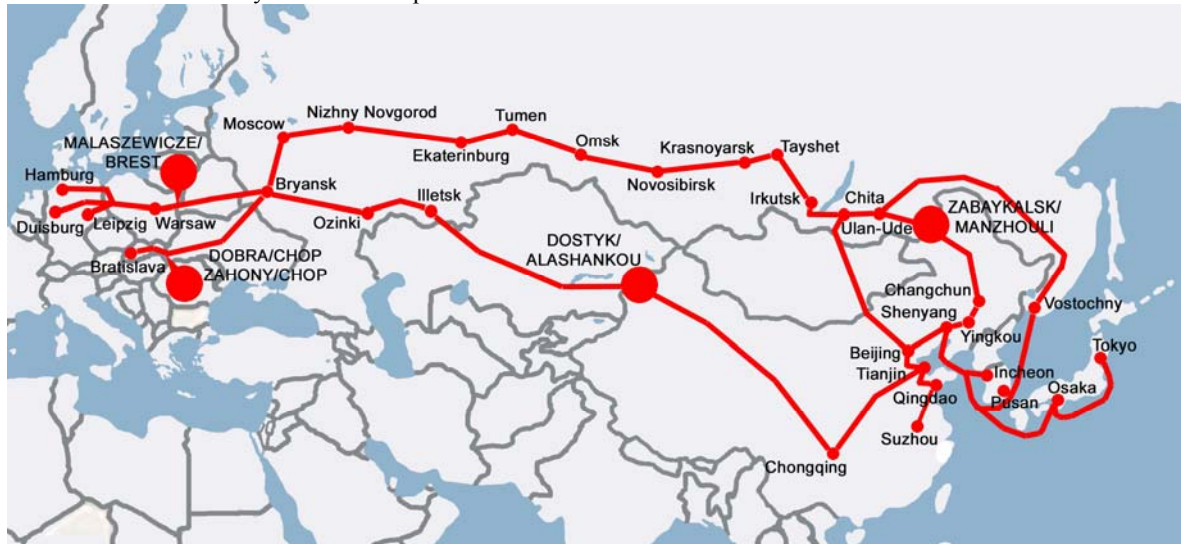 Nizhny Novgorod
Tumen
Moscow
Omsk
Krasnoyarsk
Tayshet
MALASZEWICZE/
BREST
Ekaterinburg
Hamburg
Novosibirsk
Bryansk
Illetsk
Irkutsk
Chita
ZABAYKALSK/
MANZHOULI
Duisburg
Leipzig
Warsaw
Ozinki
Ulan-Ude
DOSTYK/
ALASHANKOU
DOBRA/CHOP
ZAHONY/CHOP
Bratislava
Changchun
Shenyang
Vostochny
Yingkou
Beijing
Tokyo
Tianjin
Incheon
Qingdao
Pusan
Osaka
Suzhou
Chongqing